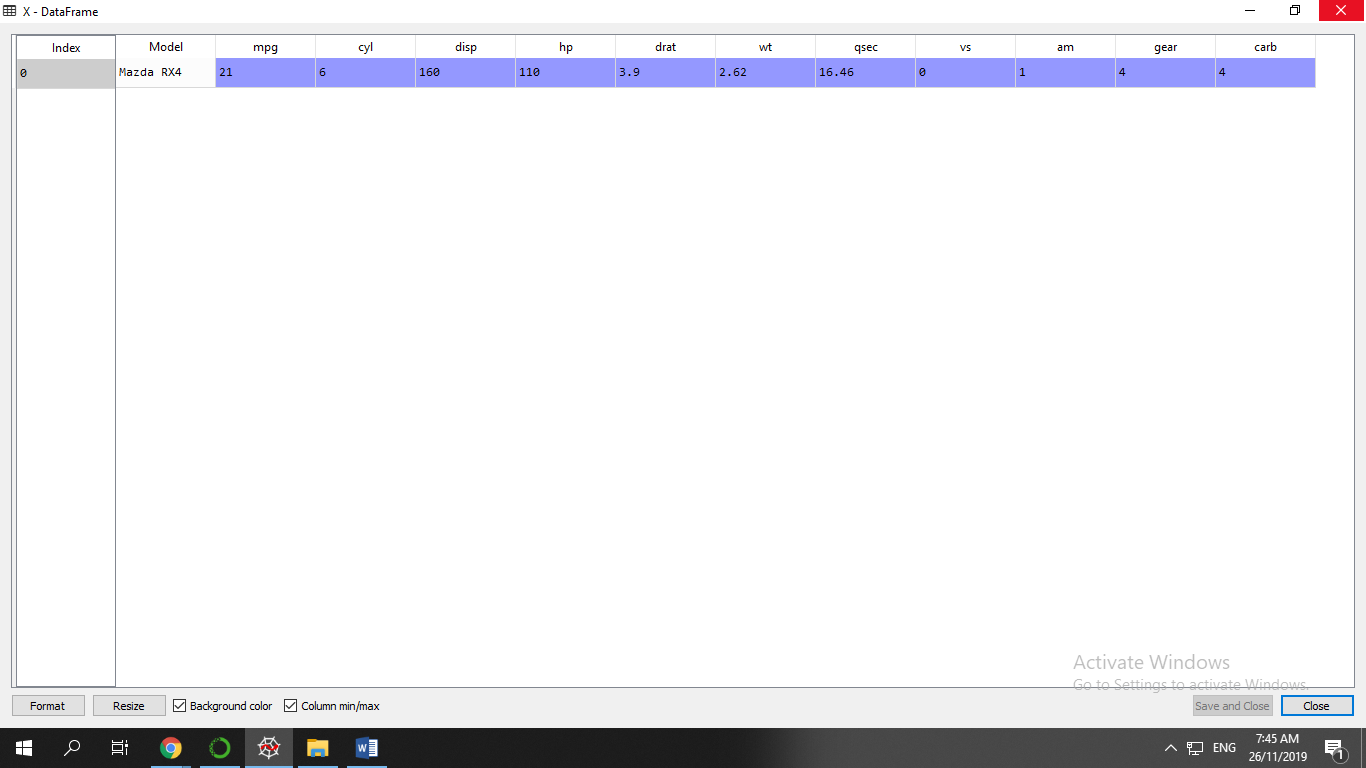 X - DataFrame
Index Model mpg cyl disp hp drat wt qsec vs am gear carb
0 Mazda RX4 21 6 160 110 3.9 2.62 16.46 0 1 4 4
Activate Windows
Go to Settings to activate Windows.
Format Resize Background color Column min/max Save and Close Close
ENG 7:45 AM
26/11/2019
1